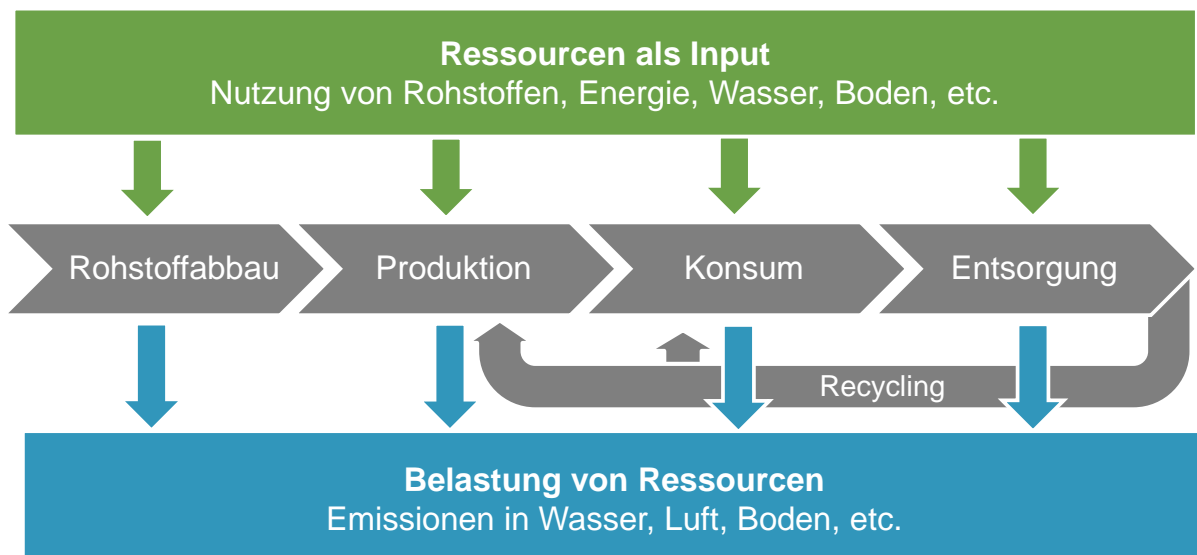 Ressourcen als Input
Nutzung von Rohstoffen, Energie, Wasser, Boden, etc.
Rohstoffabbau
Produktion
Konsum
Entsorgung
Recycling
Belastung von Ressourcen
Emissionen in Wasser, Luft, Boden, etc.